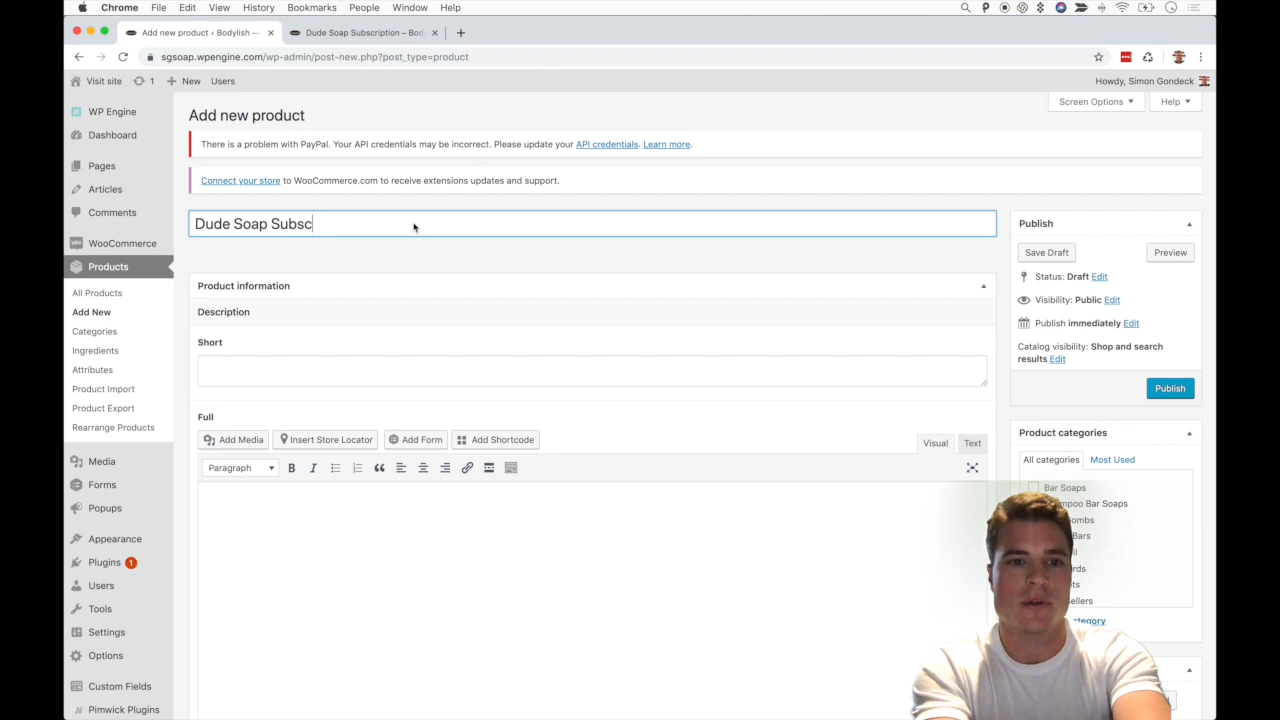 Chrome File Edit View History Bookmarks People Window Help
Add new product ‹ Bodylish —
Dude Soap Subscription – Bo
sgsoap.wpengine.com/wp-admin/post-new.php?post_type=product
Visit site 1 New Users Howdy, Simon Gondeck
Screen Options Help
WP Engine
Dashboard
Pages
Articles
Comments
WooCommerce
Products
All Products
Add New
Categories
Ingredients
Attributes
Product Import
Product Export
Rearrange Products
Media
Forms
Popups
Appearance
Plugins 1
Users
Tools
Settings
Options
Custom Fields
Pimwick Plugins
Add new product
There is a problem with PayPal. Your API credentials may be incorrect. Please update your API credentials. Learn more.
Connect your store to WooCommerce.com to receive extensions updates and support.
Dude Soap Subsc
Product information
Description
Short
Full
Add Media Insert Store Locator Add Form Add Shortcode
Visual Text
Paragraph B I
Publish
Save Draft Preview
Status: Draft Edit
Visibility: Public Edit
Publish immediately Edit
Catalog visibility: Shop and search
results Edit
Publish
Product categories
All categories Most Used
Bar Soaps
Bar Soaps